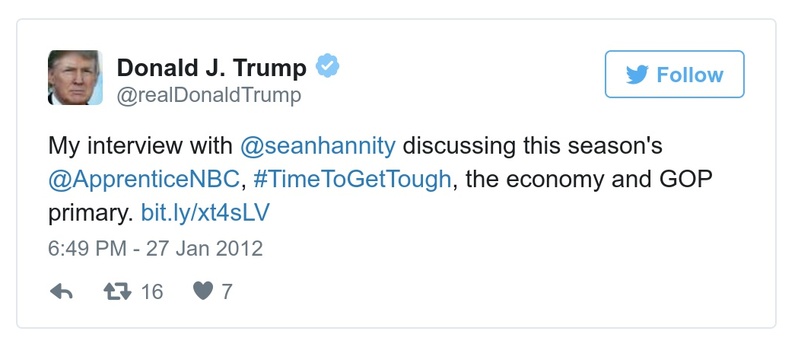 Donald J. Trump
@realDonaldTrump
Follow
My interview with @seanhannity discussing this season's
@ApprenticeNBC, #TimeToGetTough, the economy and GOP
primary. bit.ly/xt4sLV
6:49 PM - 27 Jan 2012
16 7